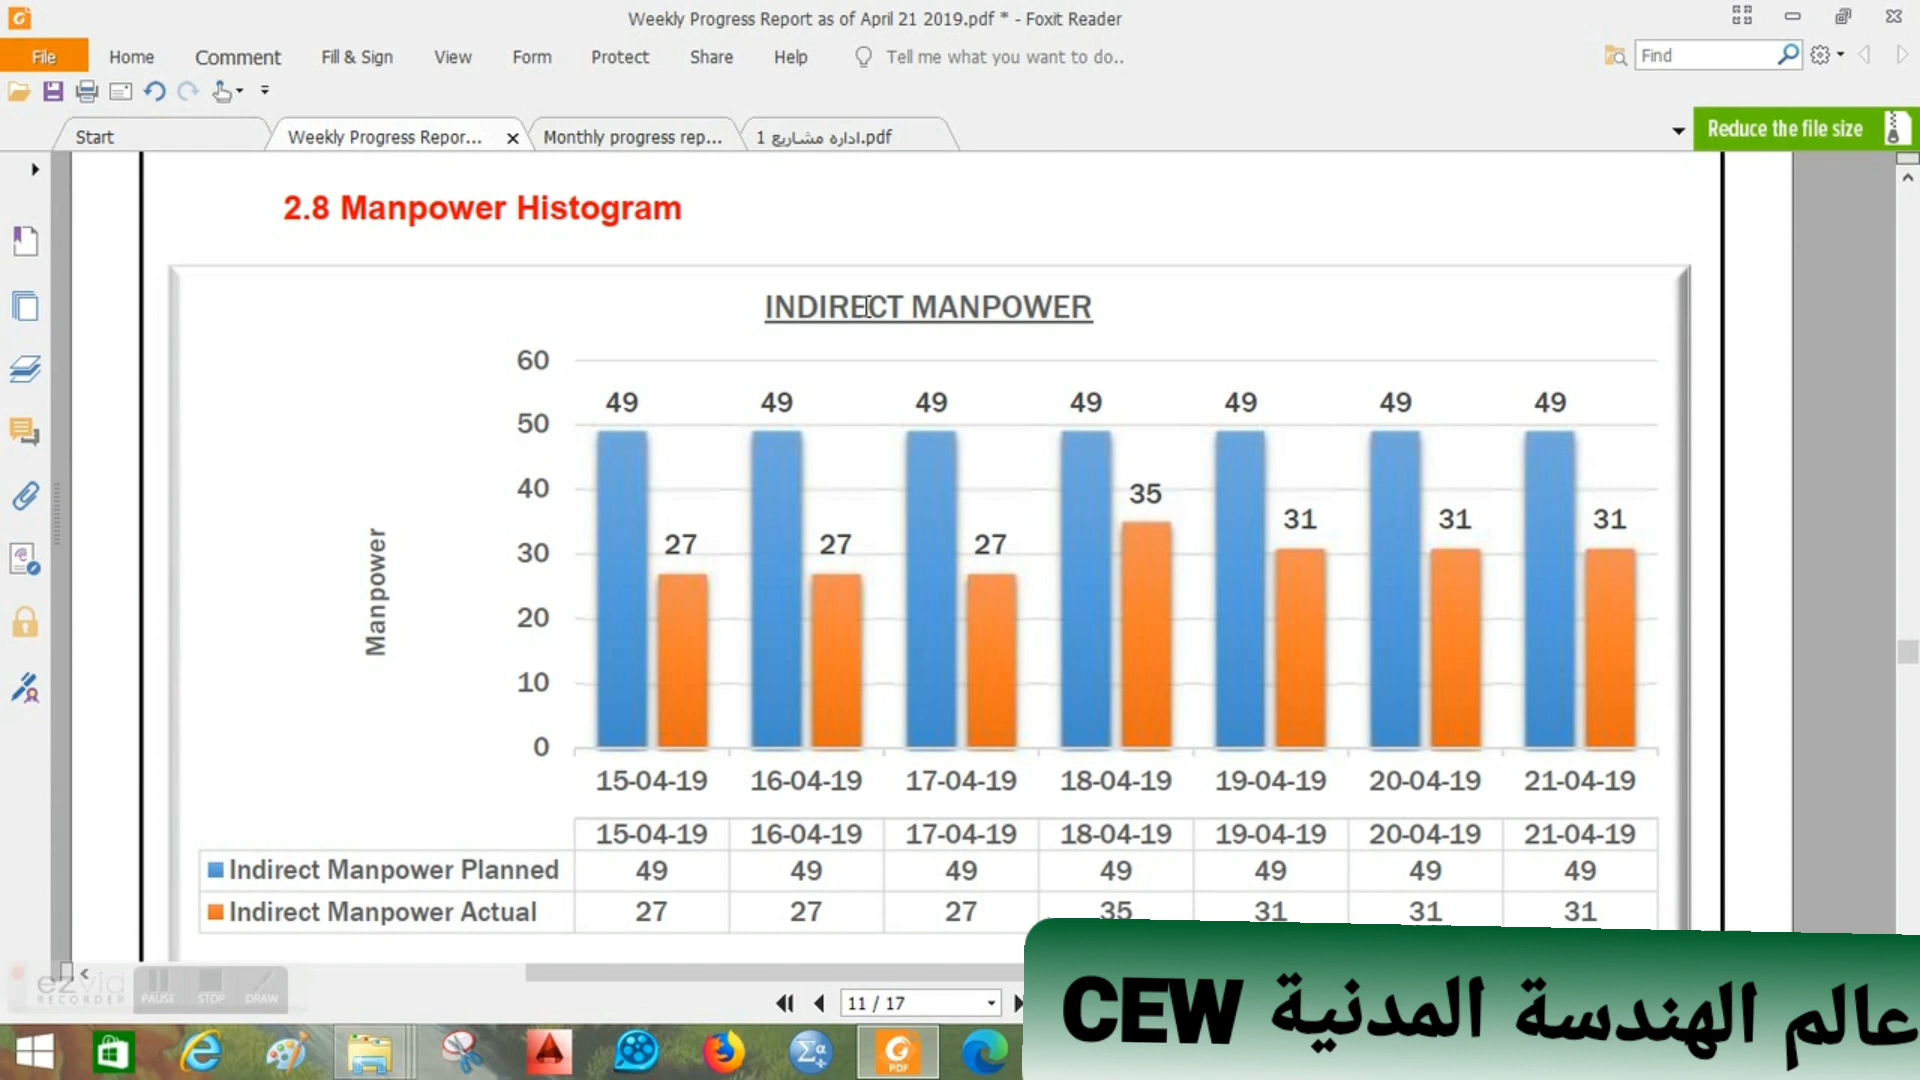 Weekly Progress Report as of April 21 2019.pdf * - Foxit Reader
File Home Comment Fill & Sign View Form Protect Share Help Tell me what you want to do.. Find
Start Weekly Progress Repor... Monthly progress rep... اداره مشاريع 1.pdf Reduce the file size
2.8 Manpower Histogram
INDIRECT MANPOWER
60
49 49 49 49 49 49 49
50
40
35
31 31 31
27 27 27
30
Manpower
20
10
0
15-04-19 16-04-19 17-04-19 18-04-19 19-04-19 20-04-19 21-04-19
15-04-19 16-04-19 17-04-19 18-04-19 19-04-19 20-04-19 21-04-19
Indirect Manpower Planned 49 49 49 49 49 49 49
Indirect Manpower Actual 27 27 27 35 31 31 31
ezvid
RECORDER
PAUSE STOP DRAW
11 / 17
عالم الهندسة المدنية CEW
PDF